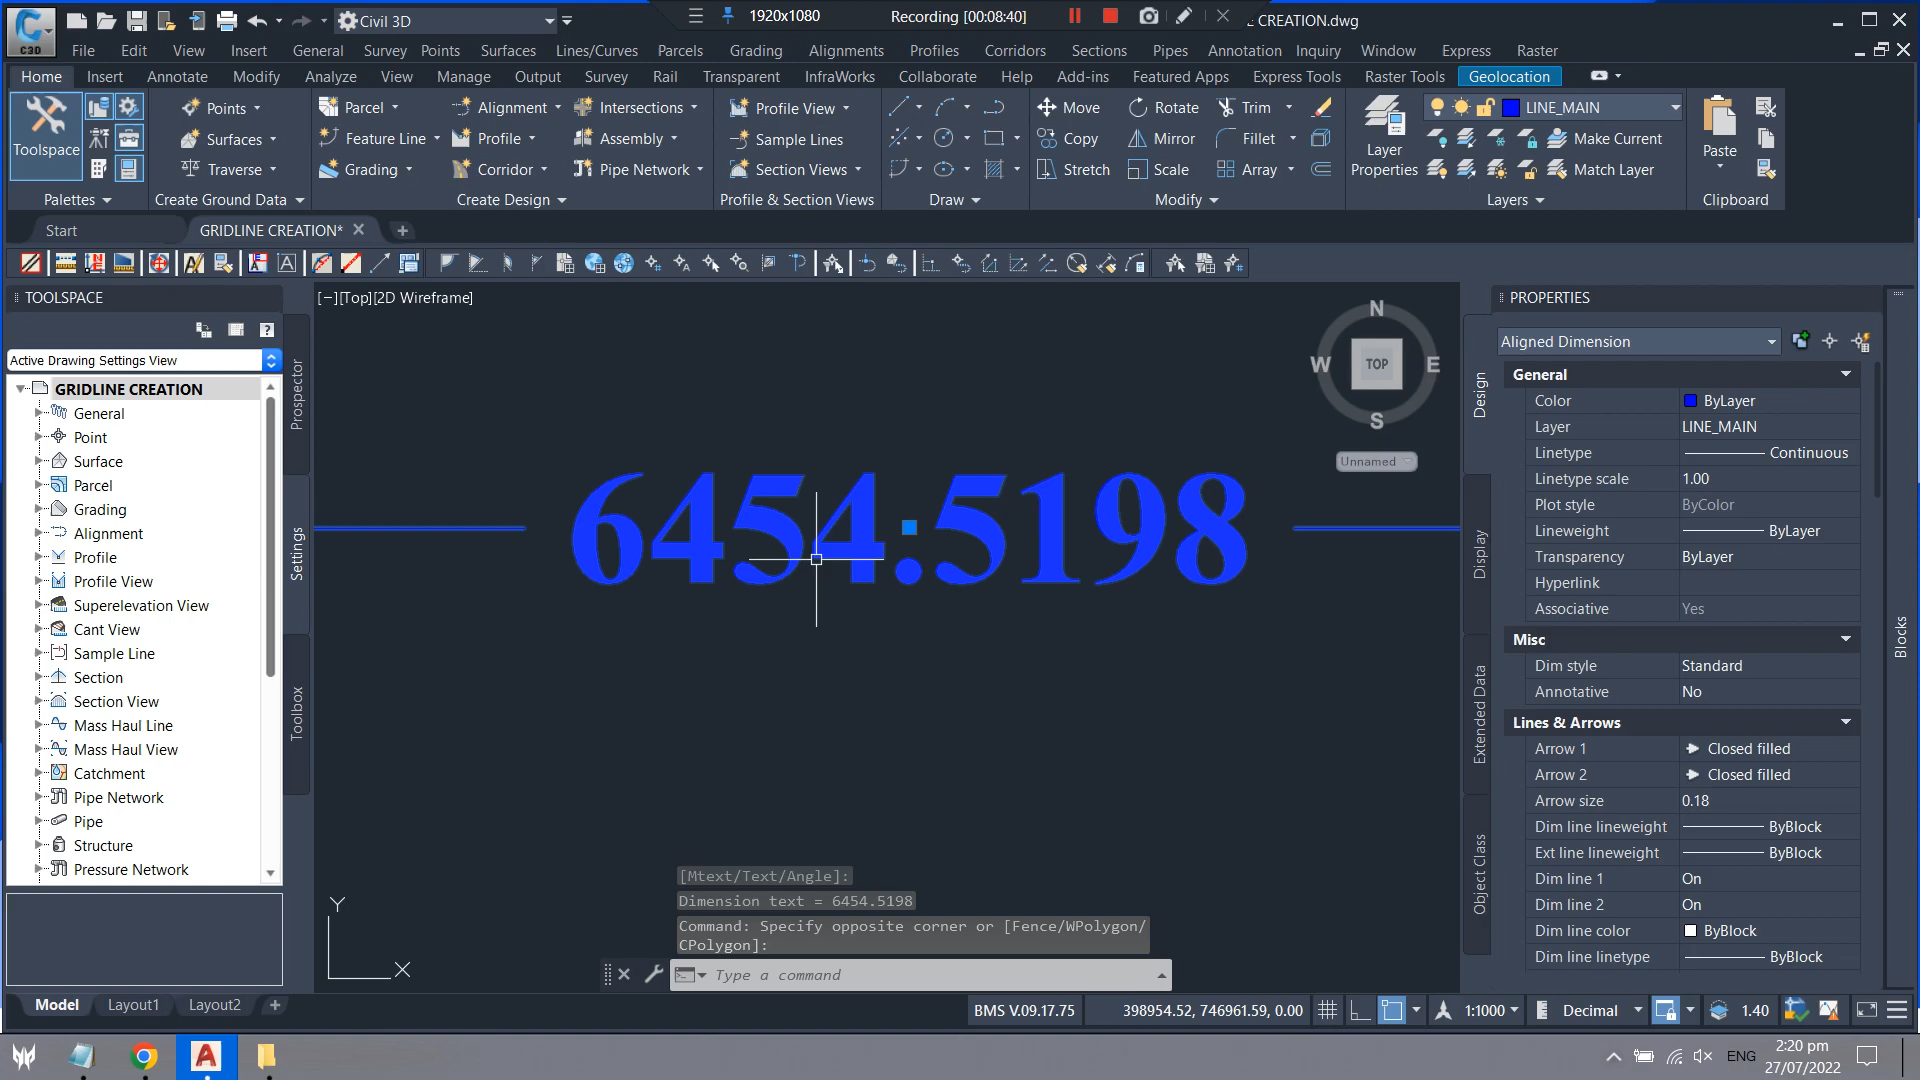 C3D
Civil 3D
1920x1080
Recording [00:08:40]
E CREATION.dwg
File Edit View Insert General Survey Points Surfaces Lines/Curves Parcels Grading Alignments Profiles Corridors Sections Pipes Annotation Inquiry Window Express Raster
Home Insert Annotate Modify Analyze View Manage Output Survey Rail Transparent InfraWorks Collaborate Help Add-ins Featured Apps Express Tools Raster Tools Geolocation
Points Parcel Alignment Intersections Profile View Move Rotate Trim LINE_MAIN
Toolspace Surfaces Feature Line Profile Assembly Sample Lines Copy Mirror Fillet Layer Properties Make Current Paste
Traverse Grading Corridor Pipe Network Section Views Stretch Scale Array Match Layer
Palettes Create Ground Data Create Design Profile & Section Views Draw Modify Layers Clipboard
Start GRIDLINE CREATION*
TOOLSPACE
[−][Top][2D Wireframe]
PROPERTIES
Active Drawing Settings View
Prospector
Settings
Toolbox
GRIDLINE CREATION
General
Point
Surface
Parcel
Grading
Alignment
Profile
Profile View
Superelevation View
Cant View
Sample Line
Section
Section View
Mass Haul Line
Mass Haul View
Catchment
Pipe Network
Pipe
Structure
Pressure Network
6454.5198
N
W TOP E
S
Unnamed
Y
X
[Mtext/Text/Angle]:
Dimension text = 6454.5198
Command: Specify opposite corner or [Fence/WPolygon/
CPolygon]:
Type a command
Design
Display
Extended Data
Object Class
Blocks
Aligned Dimension
General
Color ByLayer
Layer LINE_MAIN
Linetype Continuous
Linetype scale 1.00
Plot style ByColor
Lineweight ByLayer
Transparency ByLayer
Hyperlink
Associative Yes
Misc
Dim style Standard
Annotative No
Lines & Arrows
Arrow 1 Closed filled
Arrow 2 Closed filled
Arrow size 0.18
Dim line lineweight ByBlock
Ext line lineweight ByBlock
Dim line 1 On
Dim line 2 On
Dim line color ByBlock
Dim line linetype ByBlock
Model Layout1 Layout2
BMS V.09.17.75 398954.52, 746961.59, 0.00 1:1000 Decimal 1.40
ENG 2:20 pm
27/07/2022